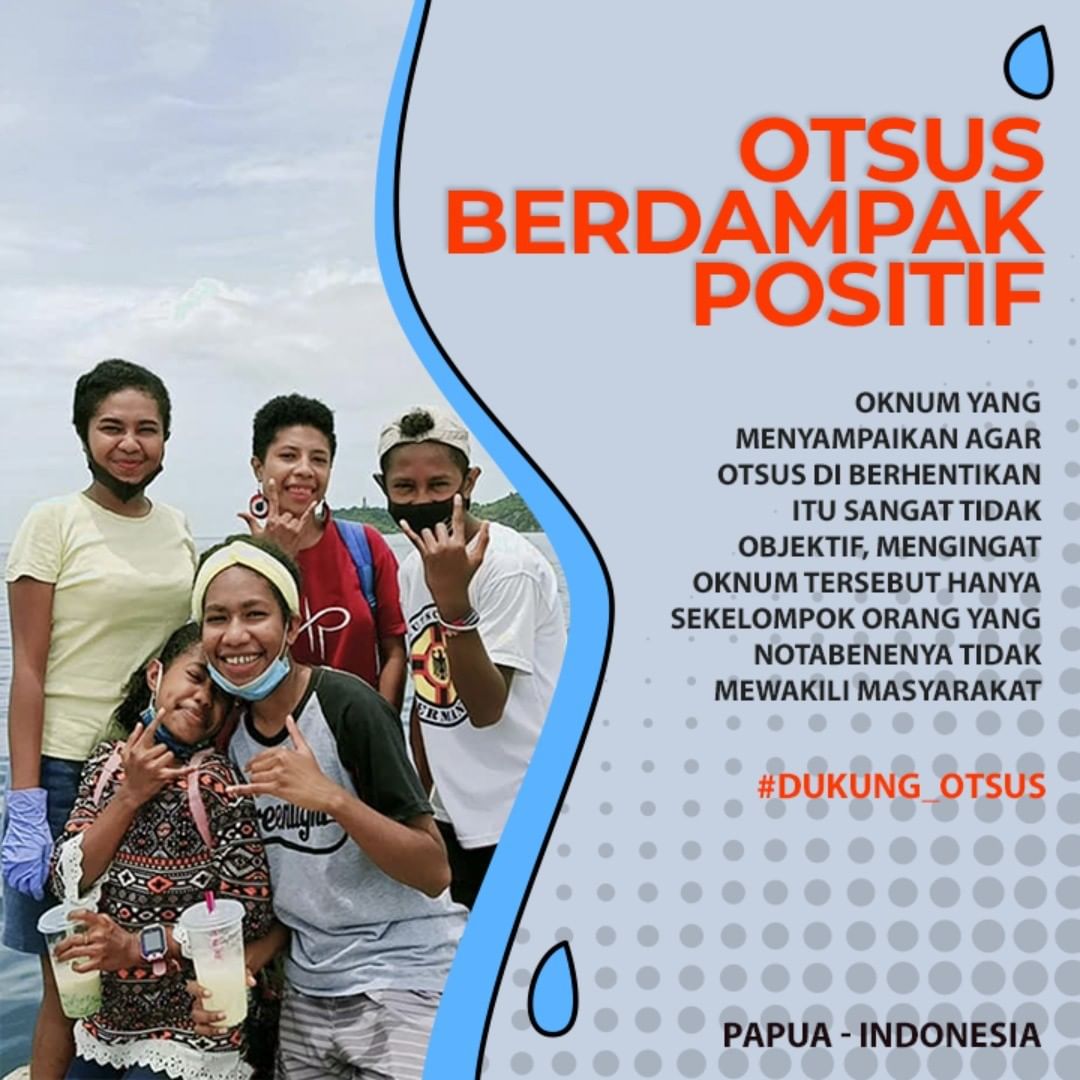 OTSUS
BERDAMPAK
POSITIF
OKNUM YANG
MENYAMPAIKAN AGAR
OTSUS DI BERHENTIKAN
ITU SANGAT TIDAK
OBJEKTIF, MENGINGAT
OKNUM TERSEBUT HANYA
SEKELOMPOK ORANG YANG
NOTABENENYA TIDAK
MEWAKILI MASYARAKAT
#DUKUNG_OTSUS
PAPUA - INDONESIA